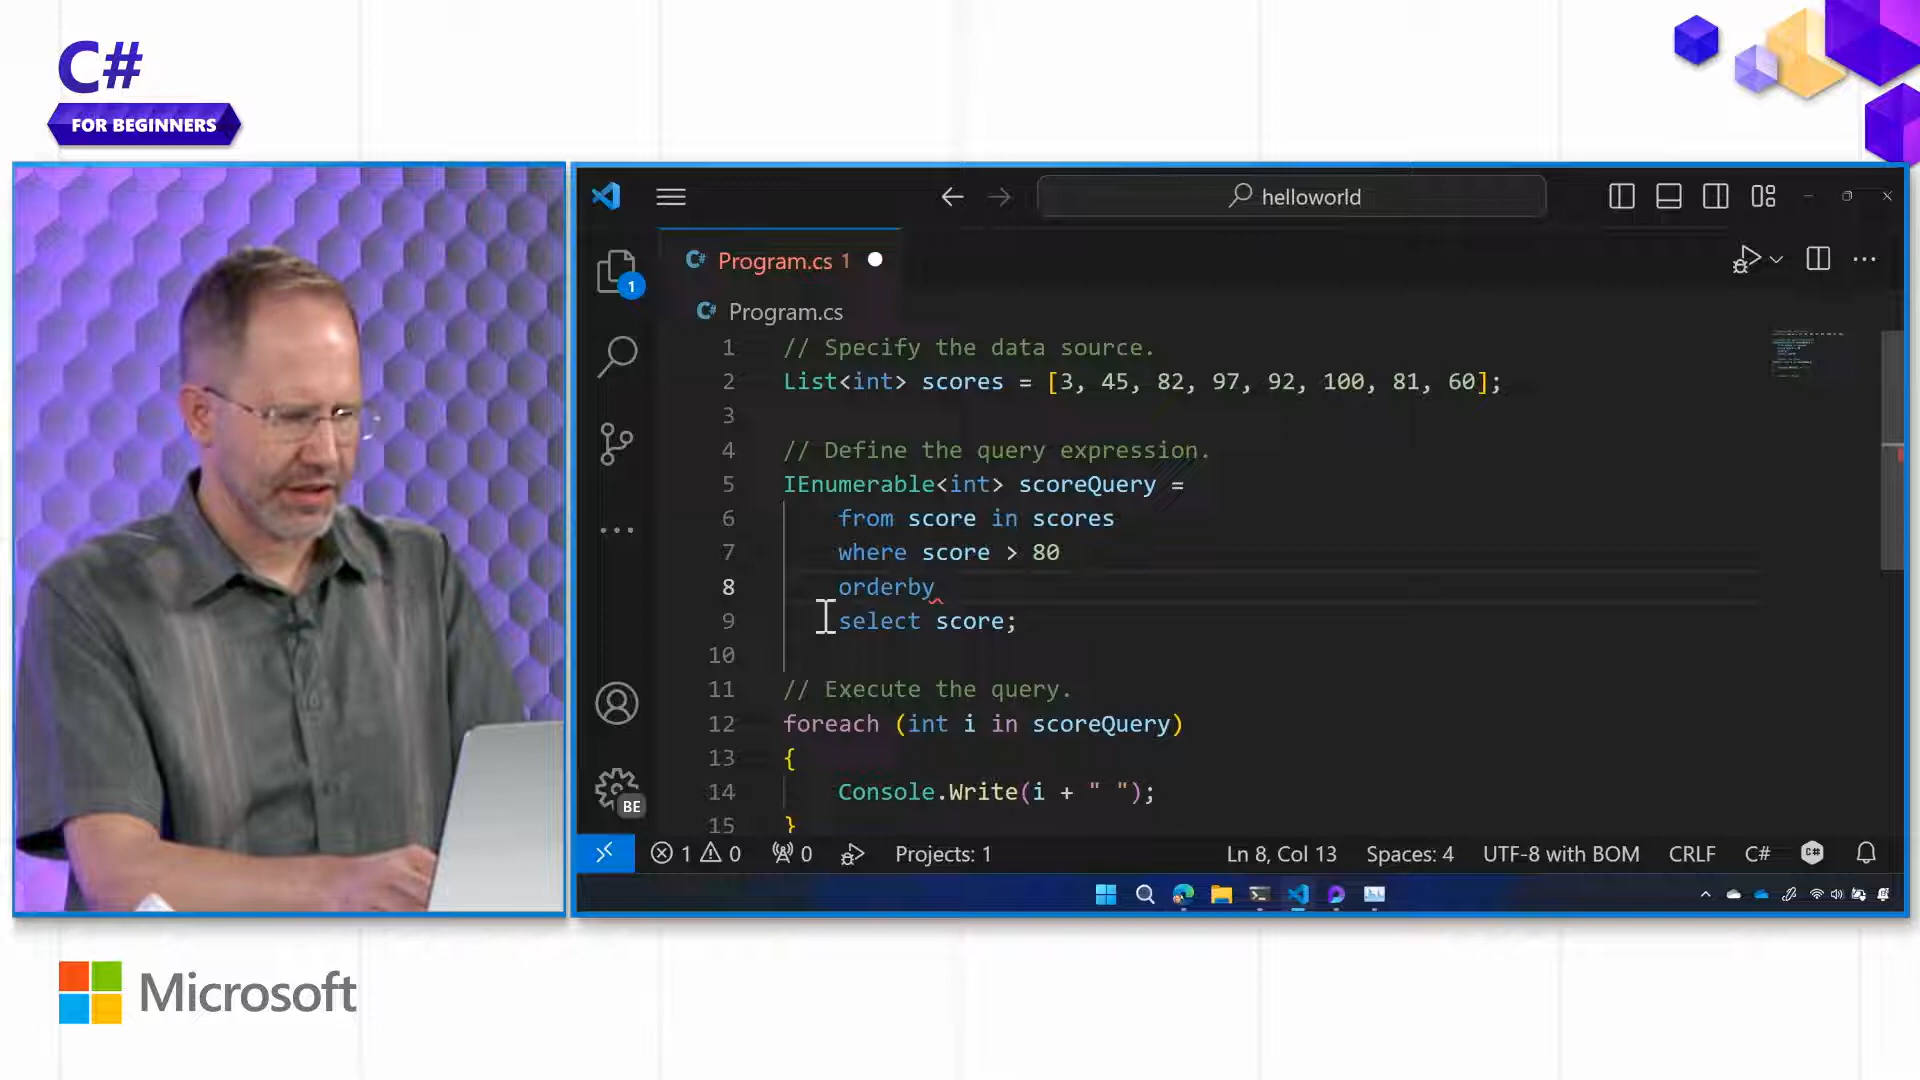 C#
FOR BEGINNERS
helloworld
C# Program.cs 1
C# Program.cs
1
1 // Specify the data source.
2 List<int> scores = [3, 45, 82, 97, 92, 100, 81, 60];
3
4 // Define the query expression.
5 IEnumerable<int> scoreQuery =
6 from score in scores
7 where score > 80
8 orderby
9 select score;
10
11 // Execute the query.
12 foreach (int i in scoreQuery)
13 {
14 Console.Write(i + " ");
15 }
BE
1 0 0 Projects: 1 Ln 8, Col 13 Spaces: 4 UTF-8 with BOM CRLF C#
Microsoft